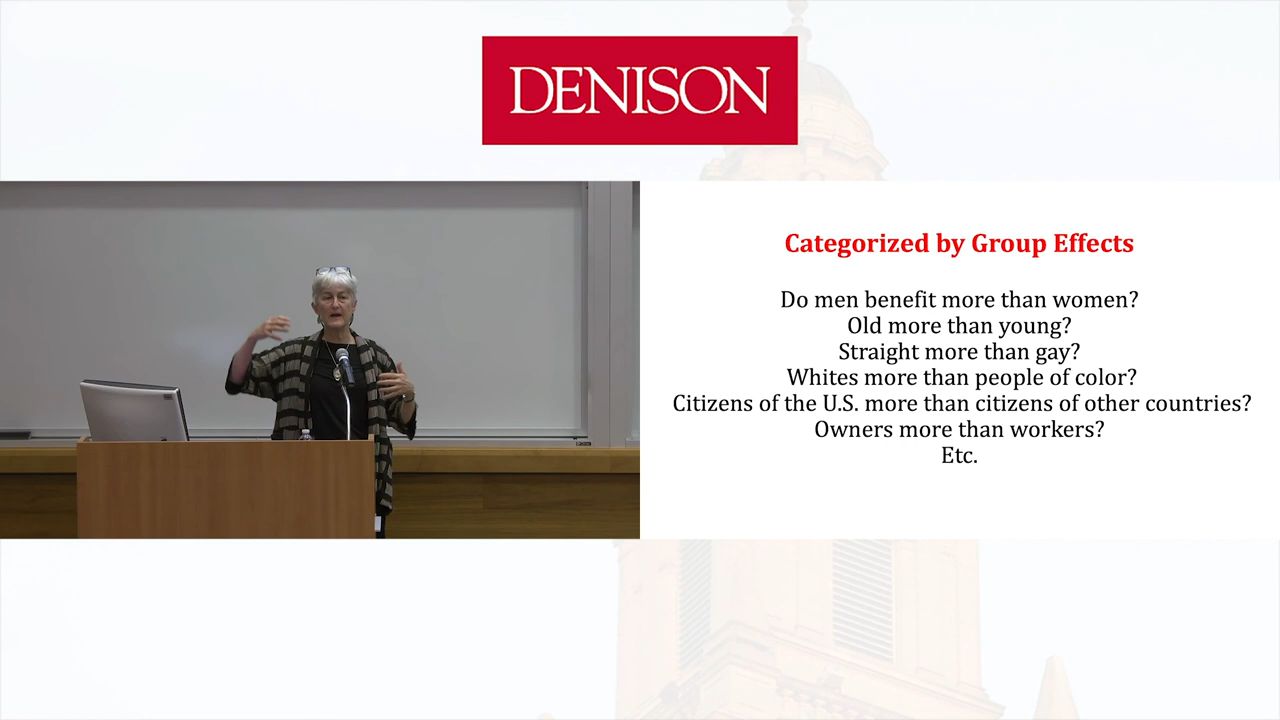 DENISON
Categorized by Group Effects
Do men benefit more than women?
Old more than young?
Straight more than gay?
Whites more than people of color?
Citizens of the U.S. more than citizens of other countries?
Owners more than workers?
Etc.